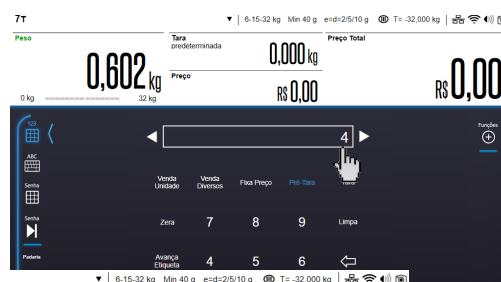 7T ▼ | 6-15-32 kg Min 40 g e=d=2/5/10 g T= -32,000 kg
Peso
0,602 kg
0 kg 32 kg
Tara
predeterminada
0,000 kg
Preço
R$ 0,00
Preço Total
R$ 0,00
123
ABC
Senha
Senha
Padaria
4
Venda Venda Fixa Preço Pré-Tara
Unidade Diversos
Zera 7 8 9 Limpa
Avança 4 5 6
Etiqueta
Funções
▼ | 6-15-32 kg Min 40 g e=d=2/5/10 g T= -32,000 kg